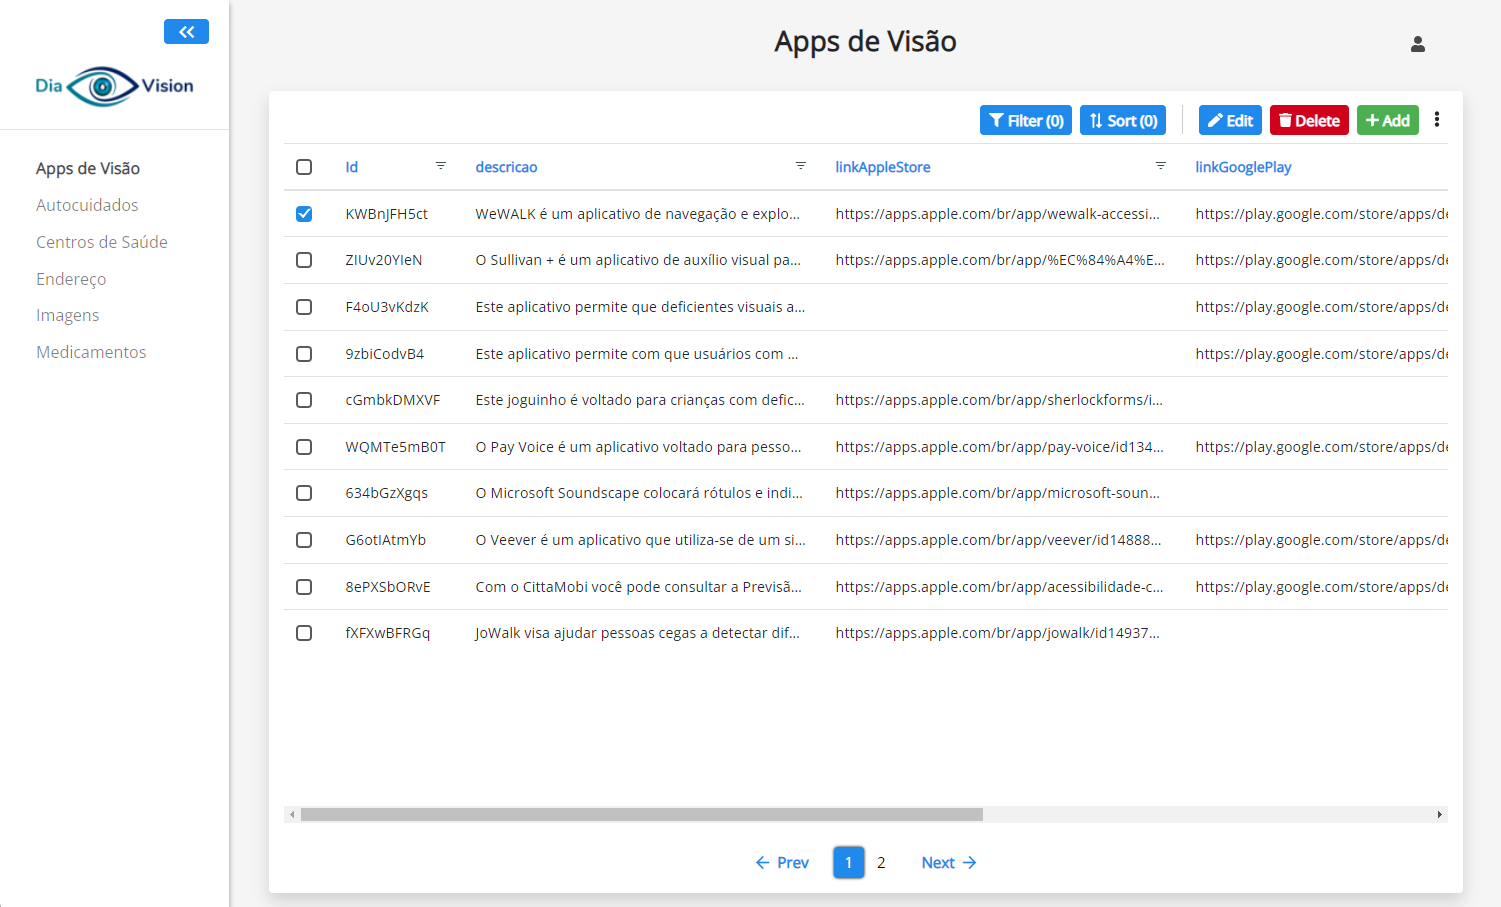 Dia Vision
Apps de Visão
Autocuidados
Centros de Saúde
Endereço
Imagens
Medicamentos
Apps de Visão
Filter (0) Sort (0) Edit Delete Add
Id descricao linkAppleStore linkGooglePlay
KWBnJFH5ct WeWALK é um aplicativo de navegação e explo... https://apps.apple.com/br/app/wewalk-accessi... https://play.google.com/store/apps/de
ZIUv20YIeN O Sullivan + é um aplicativo de auxílio visual pa... https://apps.apple.com/br/app/%EC%84%A4%E... https://play.google.com/store/apps/de
F4oU3vKdzK Este aplicativo permite que deficientes visuais a... https://play.google.com/store/apps/de
9zbiCodvB4 Este aplicativo permite com que usuários com ... https://play.google.com/store/apps/de
cGmbkDMXVF Este joguinho é voltado para crianças com defic... https://apps.apple.com/br/app/sherlockforms/i...
WQMTe5mB0T O Pay Voice é um aplicativo voltado para pesso... https://apps.apple.com/br/app/pay-voice/id134... https://play.google.com/store/apps/de
634bGzXgqs O Microsoft Soundscape colocará rótulos e indi... https://apps.apple.com/br/app/microsoft-soun...
G6otIAtmYb O Veever é um aplicativo que utiliza-se de um si... https://apps.apple.com/br/app/veever/id14888... https://play.google.com/store/apps/de
8ePXSbORvE Com o CittaMobi você pode consultar a Previsã... https://apps.apple.com/br/app/acessibilidade-c... https://play.google.com/store/apps/de
fXFXwBFRGq JoWalk visa ajudar pessoas cegas a detectar dif... https://apps.apple.com/br/app/jowalk/id14937...
Prev 1 2 Next